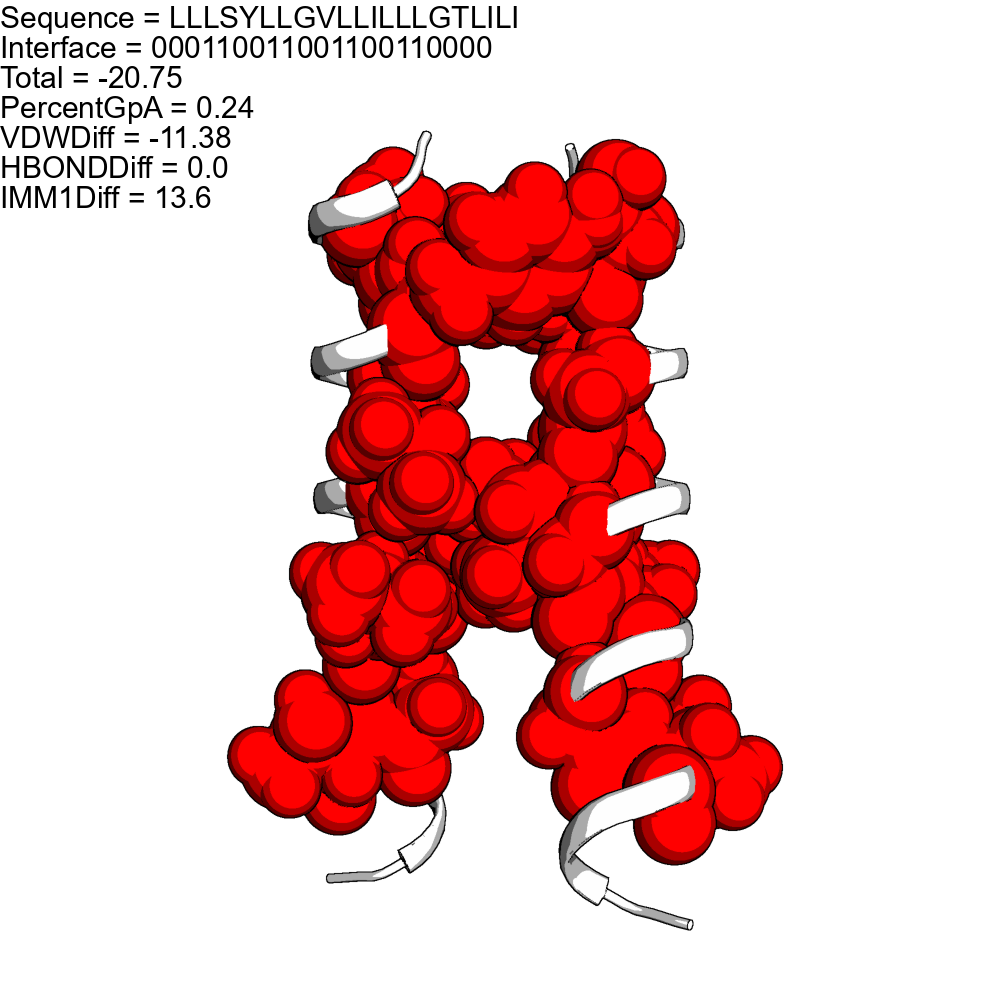 Sequence = LLLSYLLGVLLILLLGTLILI
Interface = 000110011001100110000
Total = -20.75
PercentGpA = 0.24
VDWDiff = -11.38
HBONDDiff = 0.0
IMM1Diff = 13.6